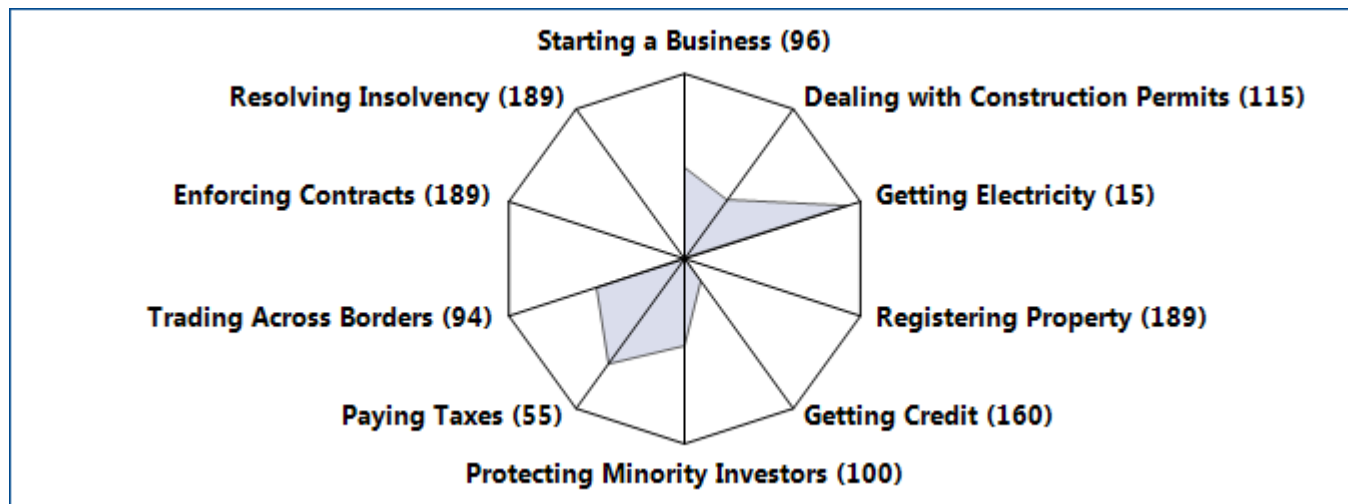 Starting a Business (96)
Resolving Insolvency (189)
Dealing with Construction Permits (115)
Enforcing Contracts (189)
Getting Electricity (15)
Trading Across Borders (94)
Registering Property (189)
Paying Taxes (55)
Getting Credit (160)
Protecting Minority Investors (100)